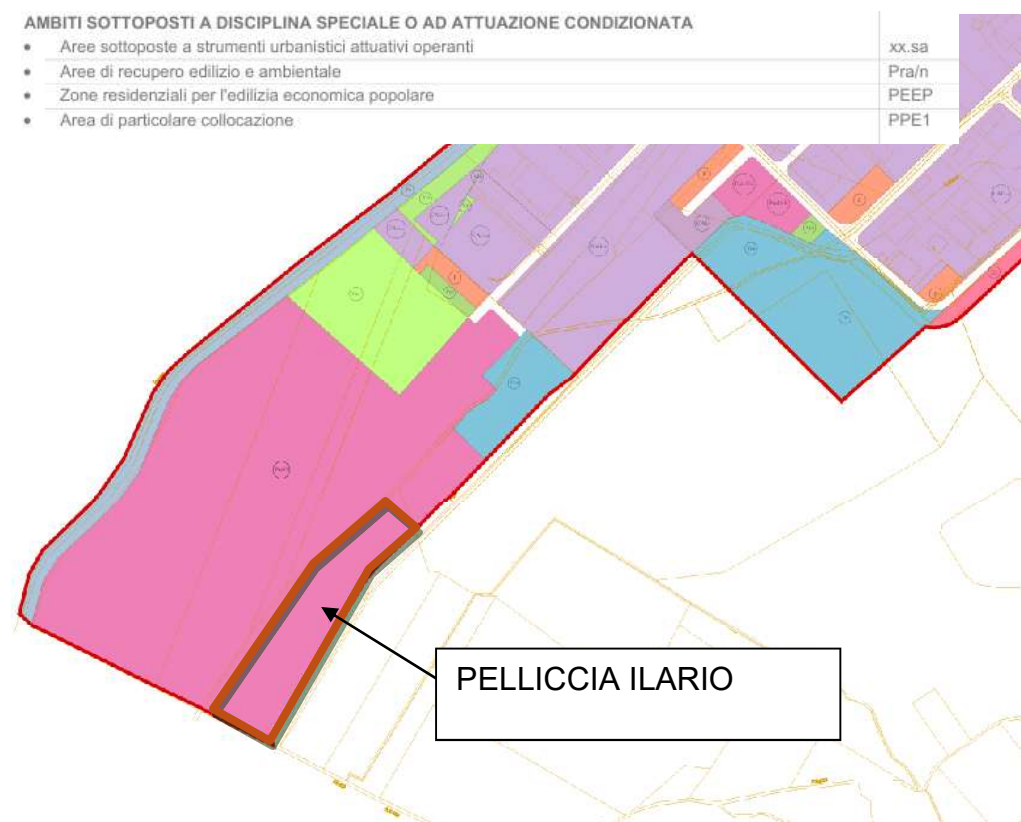 AMBITI SOTTOPOSTI A DISCIPLINA SPECIALE O AD ATTUAZIONE CONDIZIONATA
• Aree sottoposte a strumenti urbanistici attuativi operanti xx.sa
• Aree di recupero edilizio e ambientale Pra/n
• Zone residenziali per l'edilizia economica popolare PEEP
• Area di particolare collocazione PPE1
PELLICCIA ILARIO